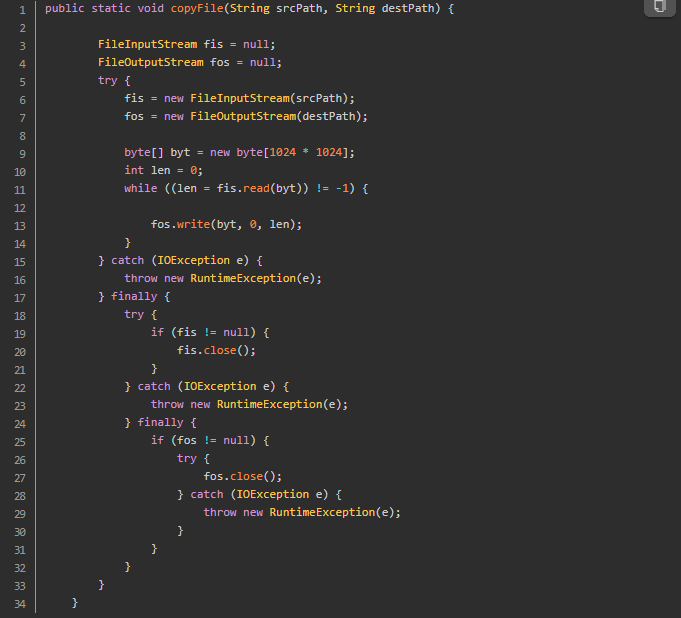 1 public static void copyFile(String srcPath, String destPath) {
2
3 FileInputStream fis = null;
4 FileOutputStream fos = null;
5 try {
6 fis = new FileInputStream(srcPath);
7 fos = new FileOutputStream(destPath);
8
9 byte[] byt = new byte[1024 * 1024];
10 int len = 0;
11 while ((len = fis.read(byt)) != -1) {
12
13 fos.write(byt, 0, len);
14 }
15 } catch (IOException e) {
16 throw new RuntimeException(e);
17 } finally {
18 try {
19 if (fis != null) {
20 fis.close();
21 }
22 } catch (IOException e) {
23 throw new RuntimeException(e);
24 } finally {
25 if (fos != null) {
26 try {
27 fos.close();
28 } catch (IOException e) {
29 throw new RuntimeException(e);
30 }
31 }
32 }
33 }
34 }